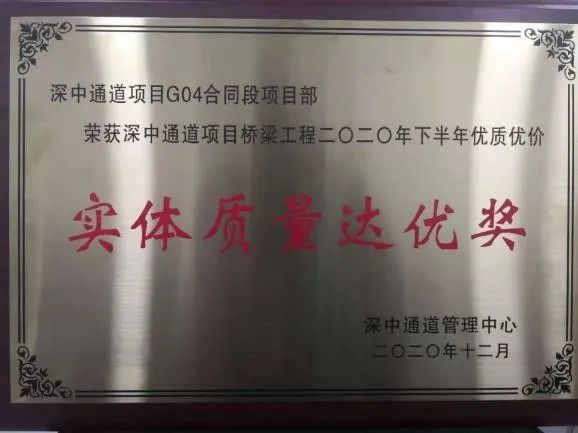 深中通道项目G04合同段项目部
荣获深中通道项目桥梁工程二〇二〇年下半年优质优价
实体质量达优奖
深中通道管理中心
二〇二〇年十二月